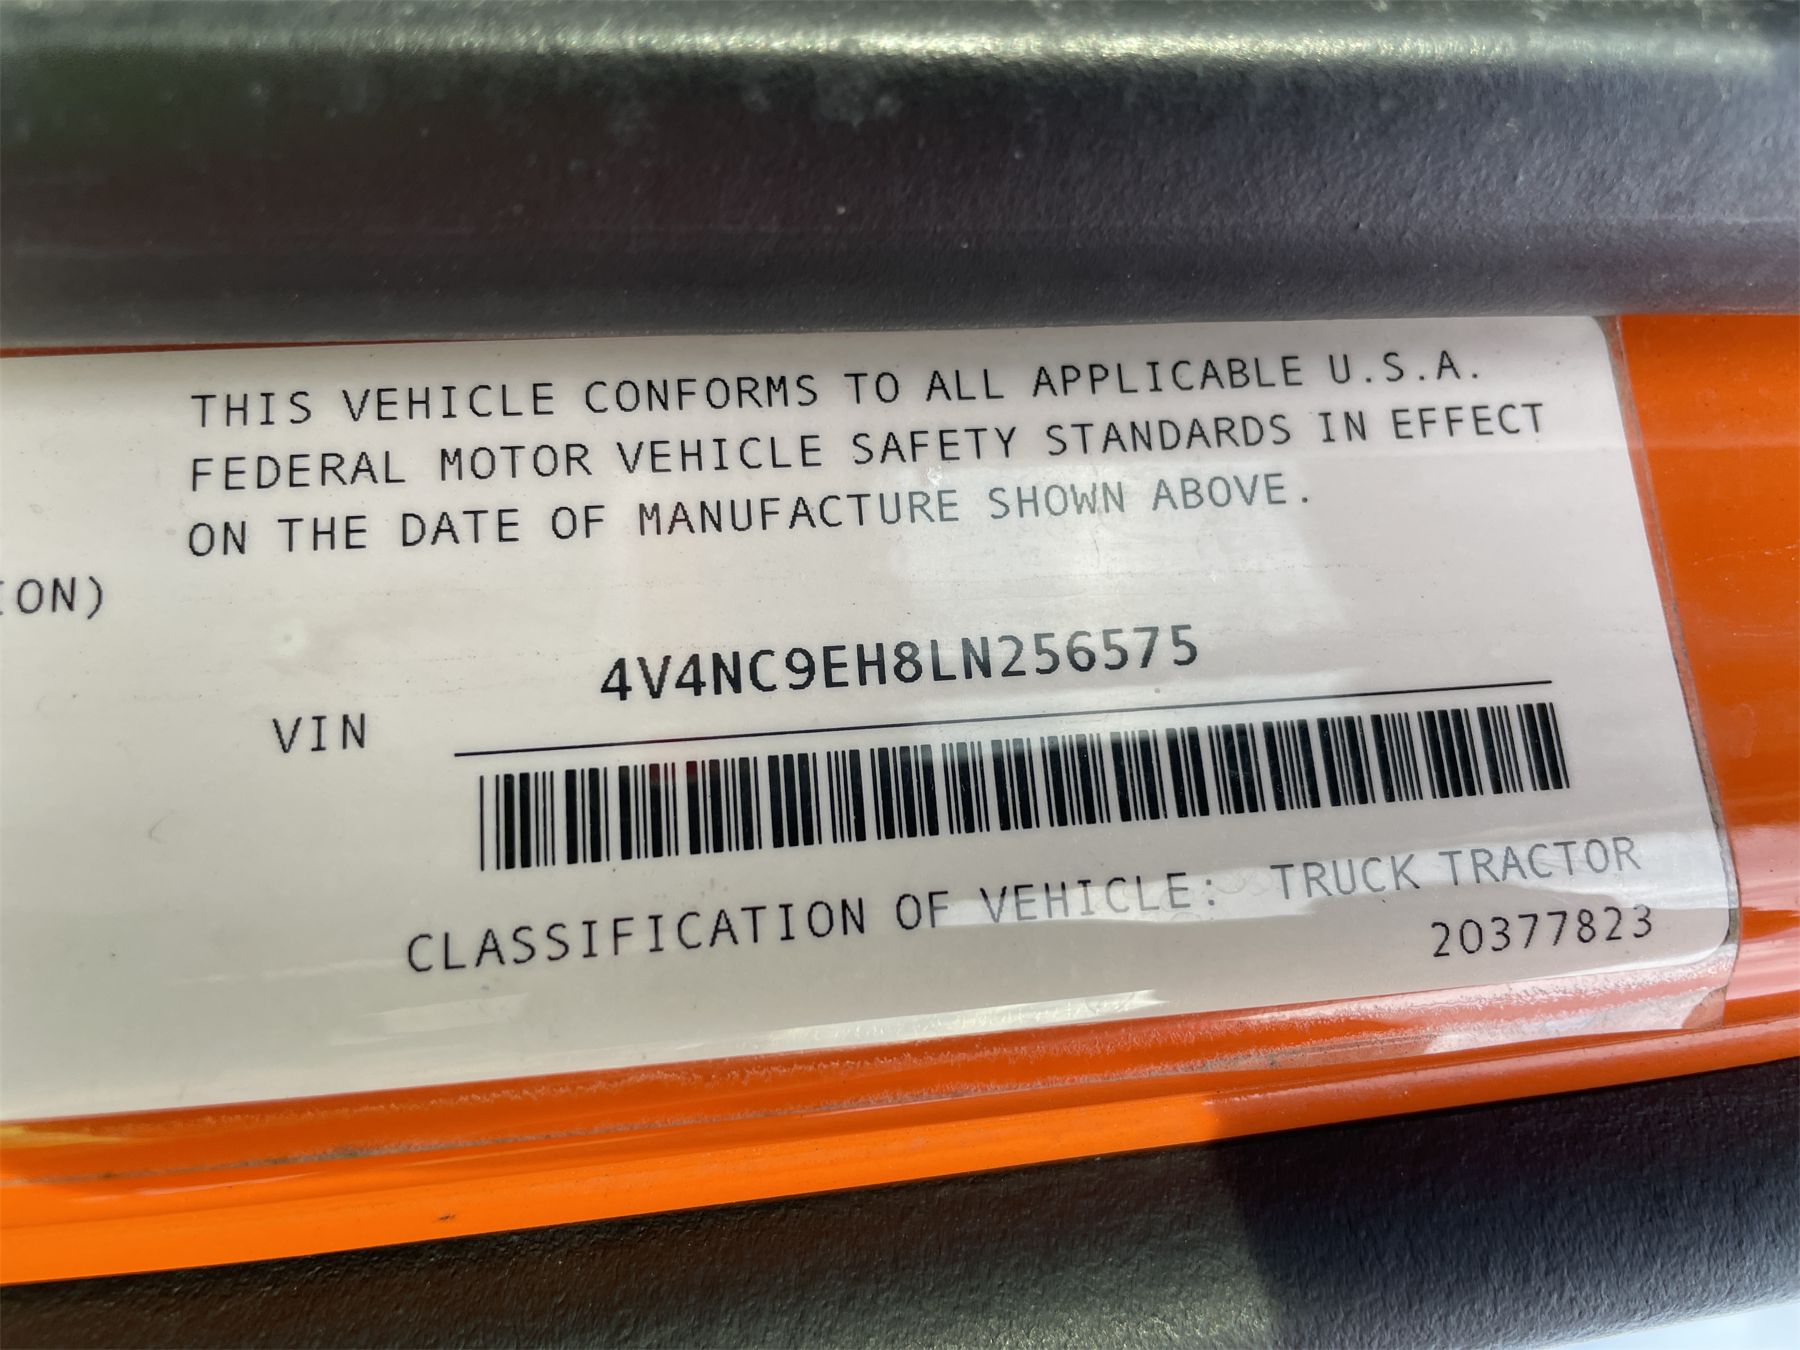 THIS VEHICLE CONFORMS TO ALL APPLICABLE U.S.A.
FEDERAL MOTOR VEHICLE SAFETY STANDARDS IN EFFECT
ON THE DATE OF MANUFACTURE SHOWN ABOVE.
ION)
4V4NC9EH8LN256575
VIN
CLASSIFICATION OF VEHICLE: TRUCK TRACTOR
20377823